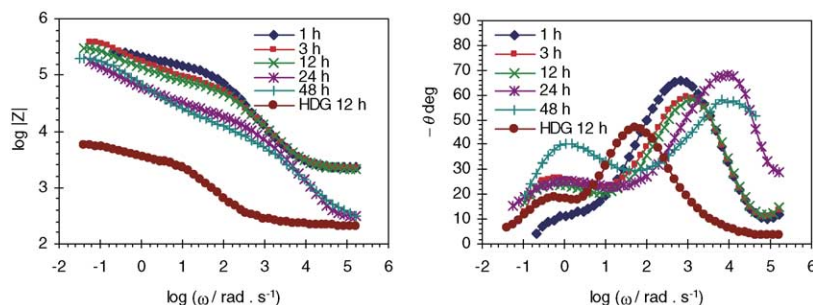 6
5
4
3
2
log |Z|
-2 -1 0 1 2 3 4 5 6
log (ω / rad . s⁻¹)
1 h
3 h
12 h
24 h
48 h
HDG 12 h
90
80
70
60
50
40
30
20
10
0
– θ deg
-2 -1 0 1 2 3 4 5 6
log (ω / rad . s⁻¹)
1 h
3 h
12 h
24 h
48 h
HDG 12 h